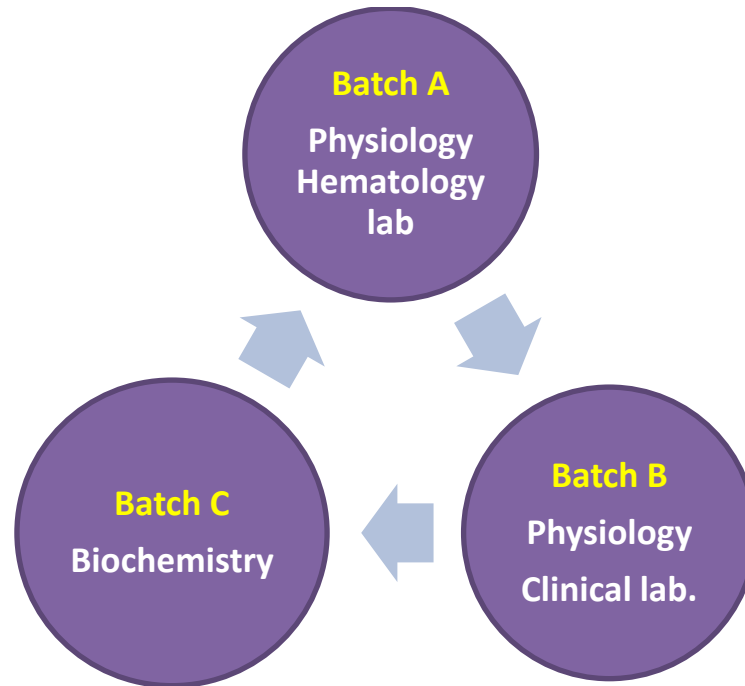 Batch A
Physiology
Hematology
lab
Batch C
Biochemistry
Batch B
Physiology
Clinical lab.